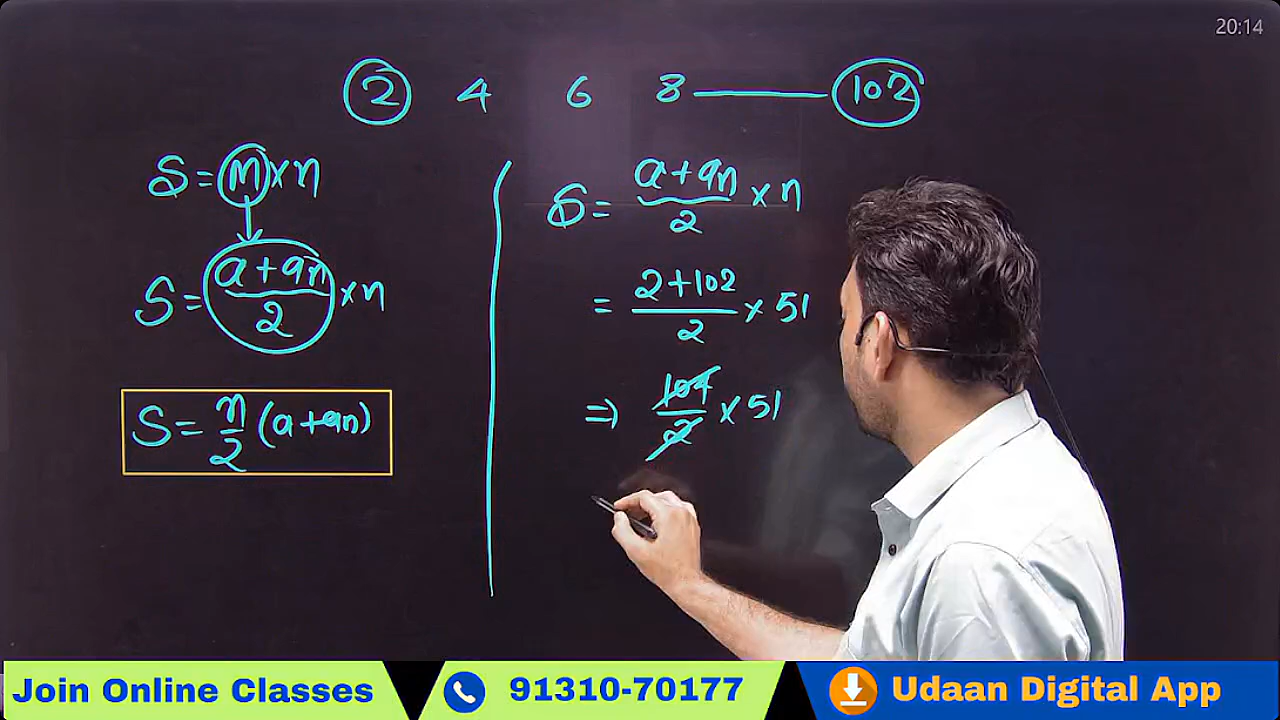 20:14
2 4 6 8 ——— 102
S = m × n
S = (a + an)/2 × n
S = n/2 (a + an)
S = (a + an)/2 × n
= (2 + 102)/2 × 51
⇒ 104/2 × 51
Join Online Classes
91310-70177
Udaan Digital App